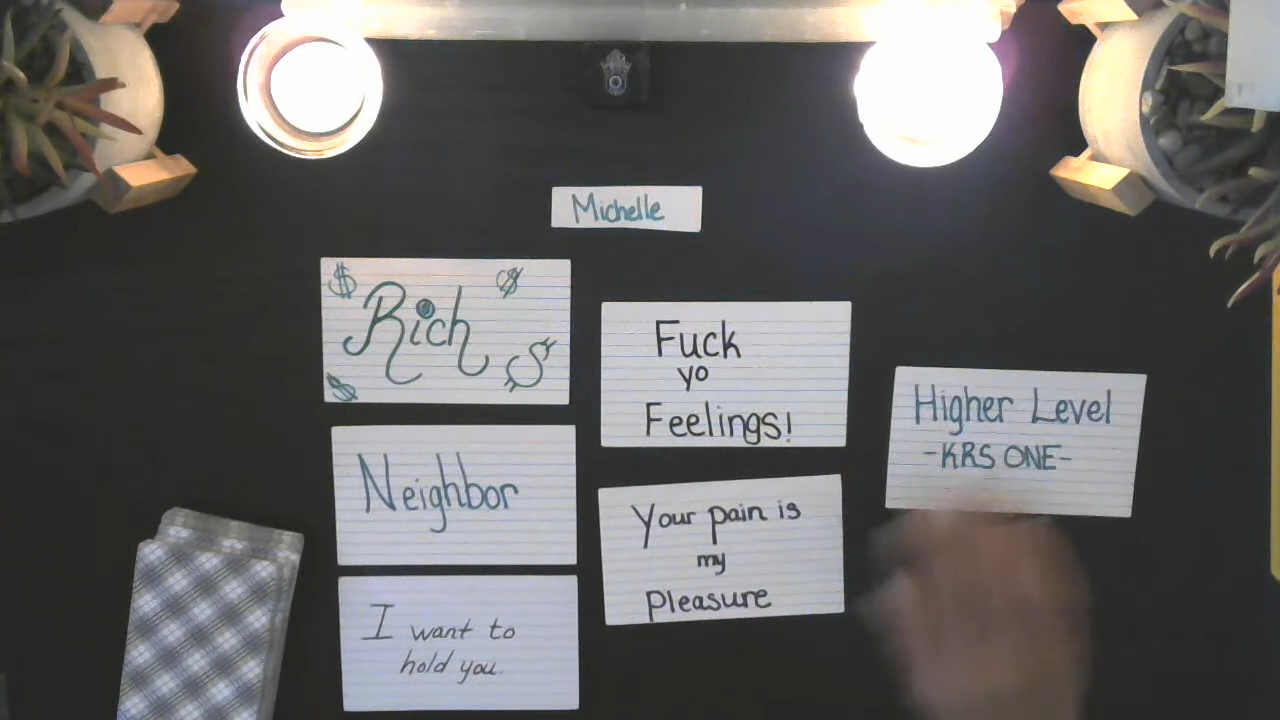 Michelle
$ $
Rich
$ $
Neighbor
I want to
hold you.
Fuck
yo
Feelings!
Your pain is
my
pleasure
Higher Level
-KRS ONE-